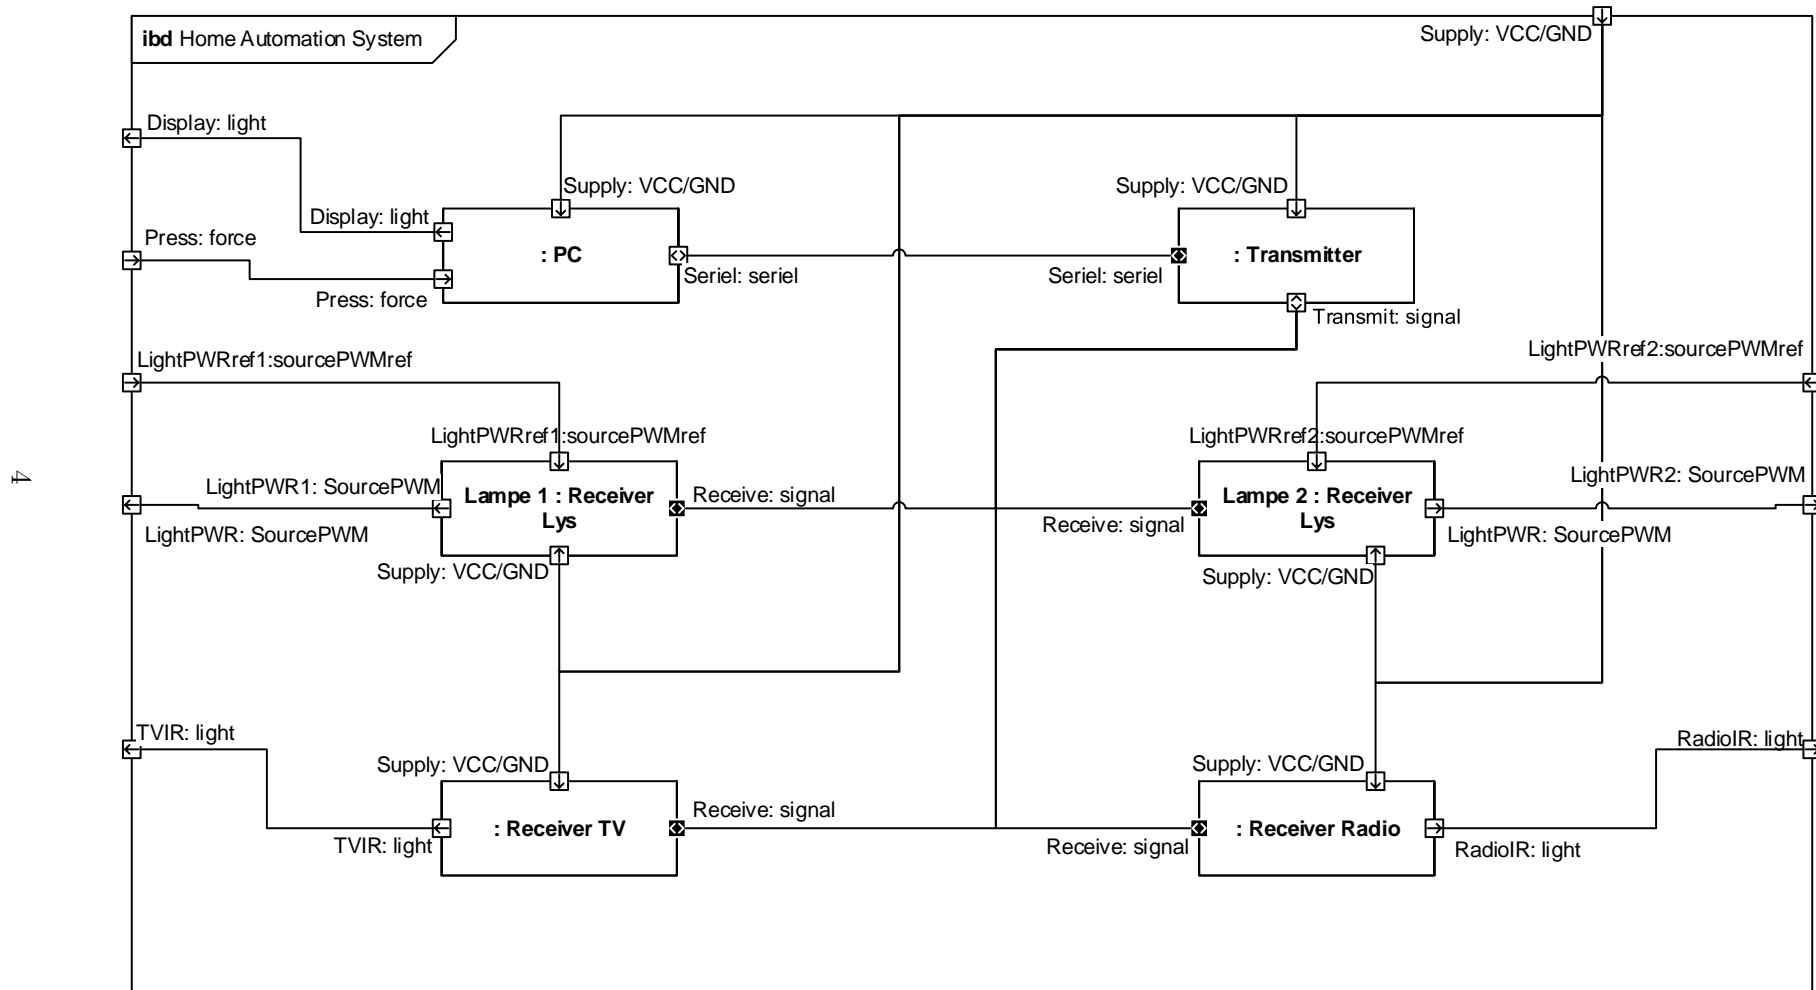 ibd Home Automation System
Supply: VCC/GND
Display: light
Supply: VCC/GND
Supply: VCC/GND
Display: light
Press: force
: PC
: Transmitter
Seriel: seriel
Seriel: seriel
Press: force
Transmit: signal
LightPWRref1:sourcePWMref
LightPWRref2:sourcePWMref
LightPWRref1:sourcePWMref
LightPWRref2:sourcePWMref
LightPWR1: SourcePWM
Lampe 1 : Receiver
Lys
Receive: signal
Lampe 2 : Receiver
Lys
LightPWR2: SourcePWM
Receive: signal
LightPWR: SourcePWM
LightPWR: SourcePWM
Supply: VCC/GND
Supply: VCC/GND
4
TVIR: light
RadioIR: light
Supply: VCC/GND
Supply: VCC/GND
Receive: signal
: Receiver TV
: Receiver Radio
TVIR: light
Receive: signal
RadioIR: light